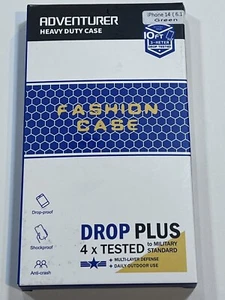 ADVENTURER
HEAVY DUTY CASE
iPhone 14 ( 6.1
Green
10FT
FASHION
CASE
Drop-proof
Shockproof
Anti-crash
DROP PLUS
4 x TESTED to MILITARY
STANDARD
MULTI-LAYER DEFENSE
DAILY OUTDOOR USE